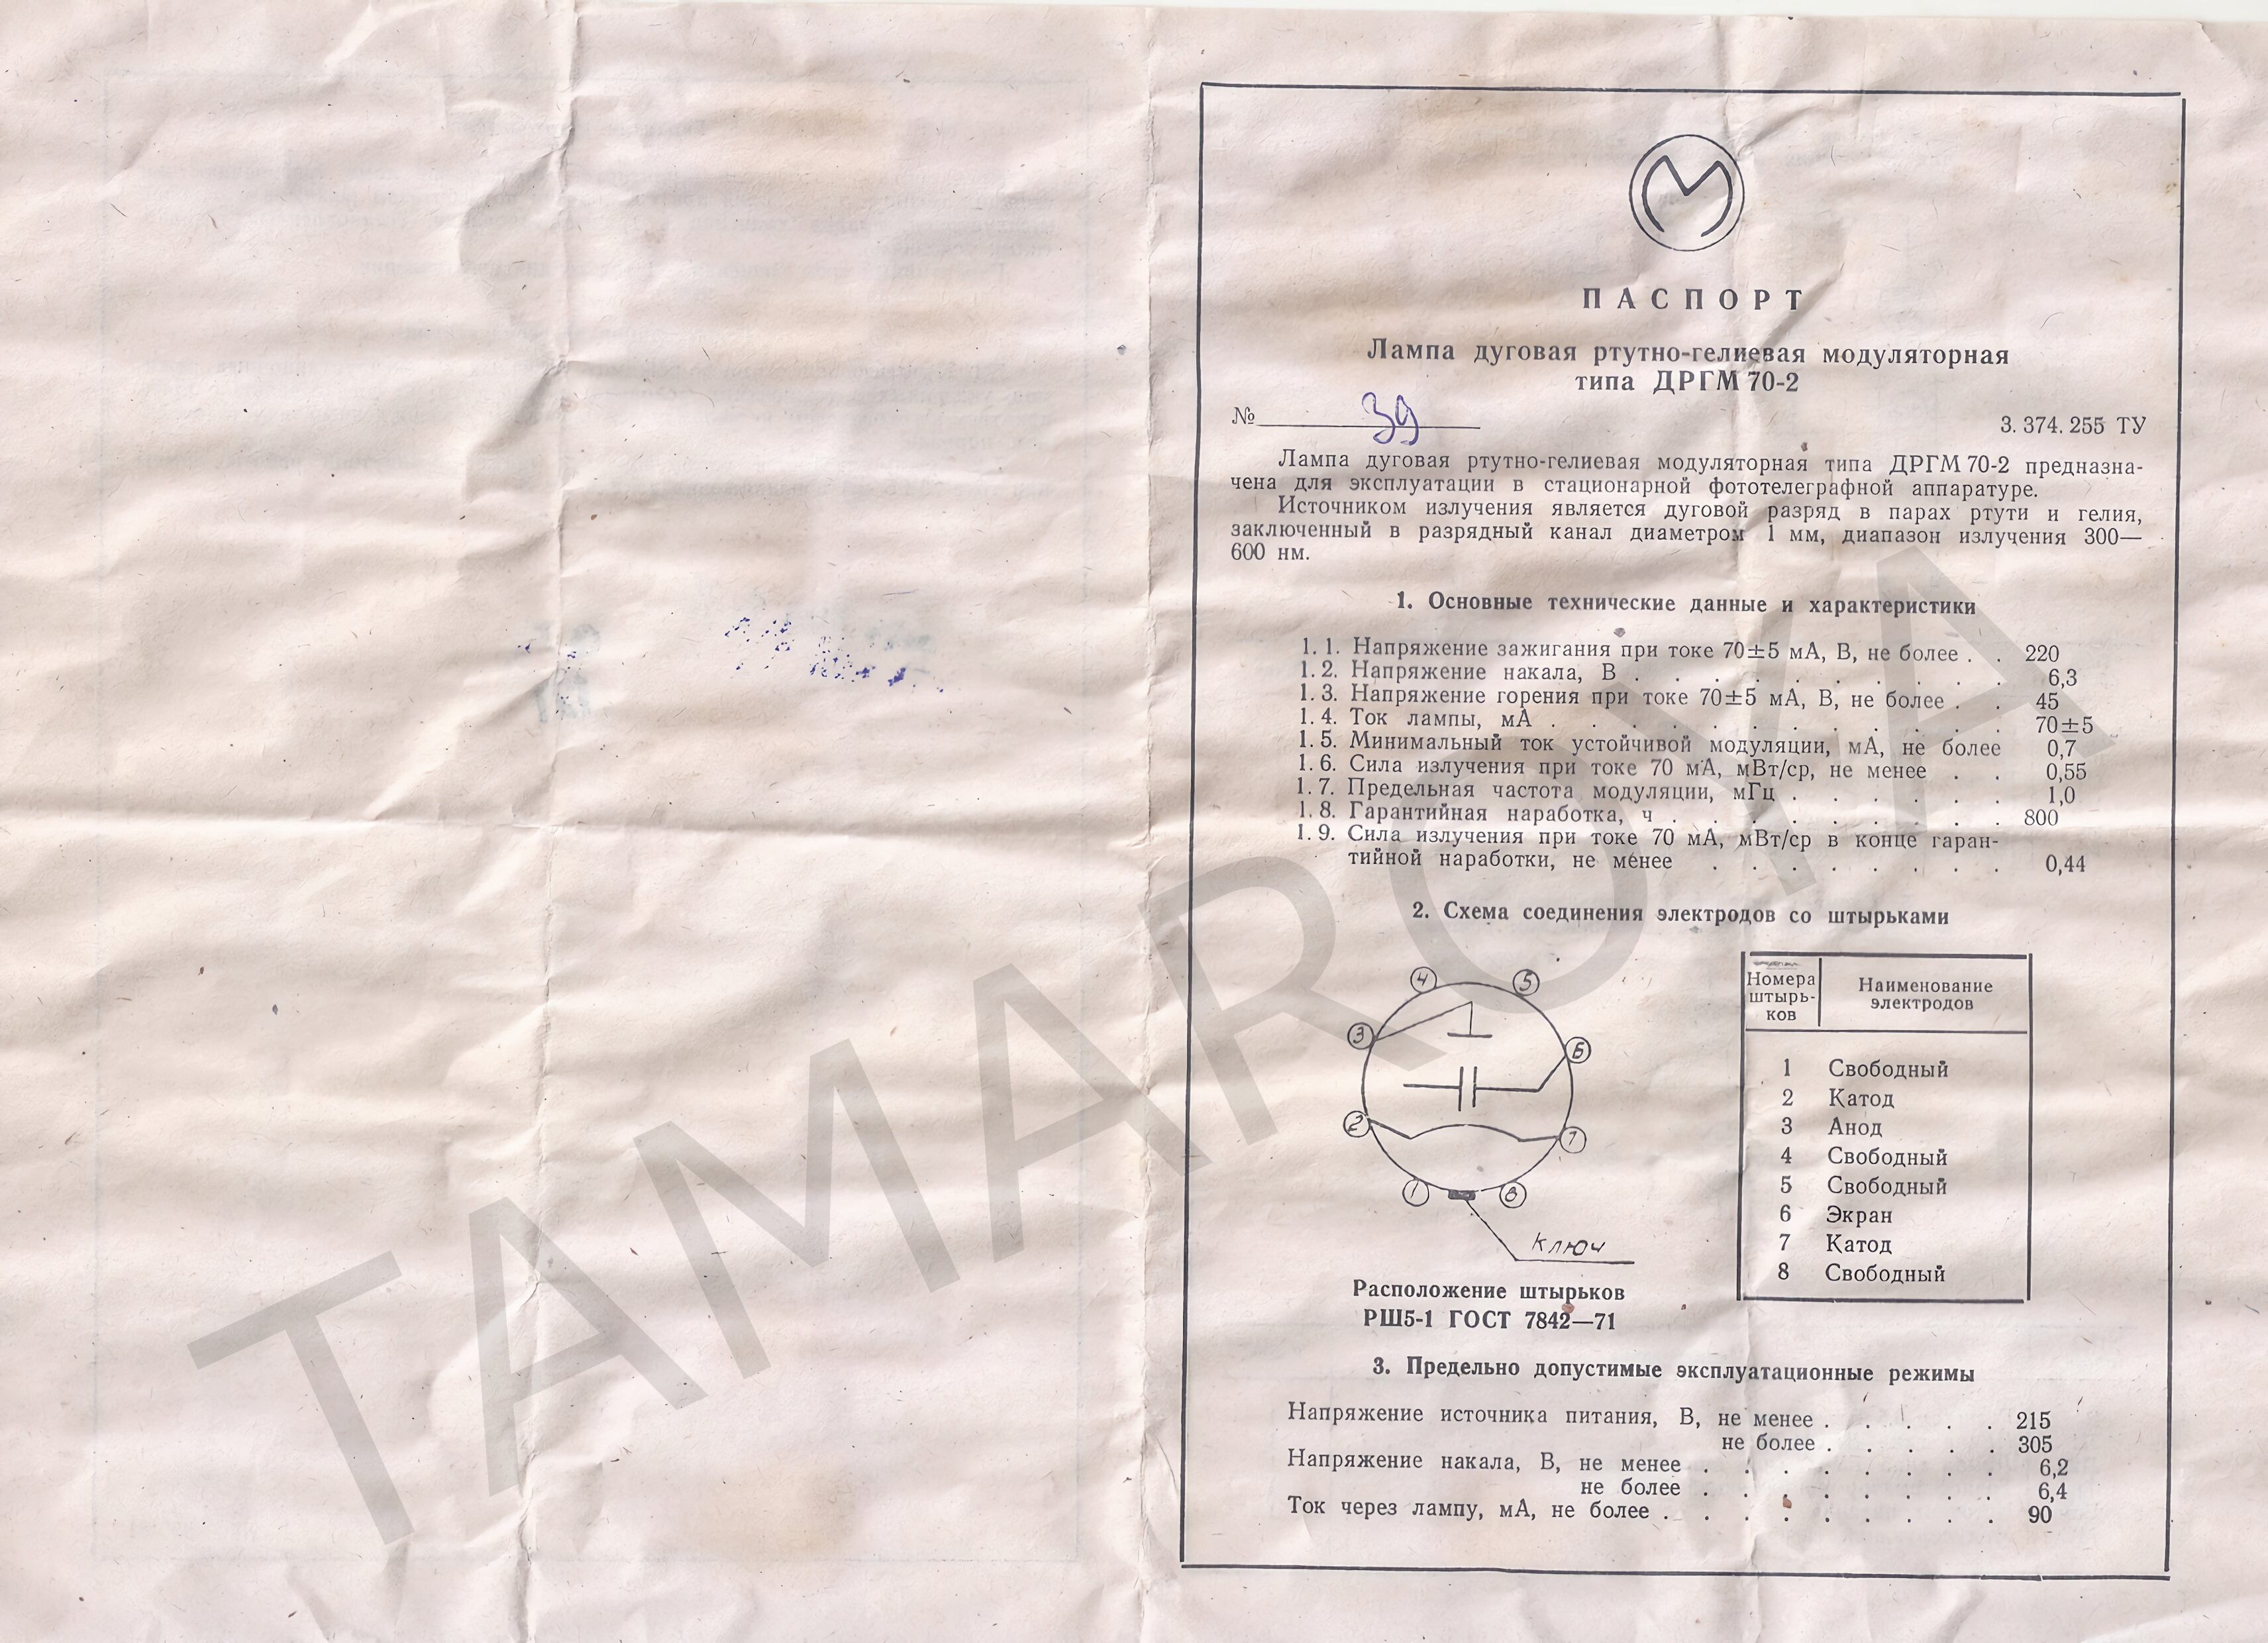 ПАСПОРТ
Лампа дуговая ртутно-гелиевая модуляторная
типа ДРГМ 70-2
№ 39
3. 374. 255 ТУ
Лампа дуговая ртутно-гелиевая модуляторная типа ДРГМ 70-2 предназна-
чена для эксплуатации в стационарной фототелеграфной аппаратуре.
Источником излучения является дуговой разряд в парах ртути и гелия,
заключенный в разрядный канал диаметром 1 мм, диапазон излучения 300—
600 нм.
1. Основные технические данные и характеристики
1. 1. Напряжение зажигания при токе 70±5 мА, В, не более . . 220
1. 2. Напряжение накала, В . . . . . . . . . . 6,3
1. 3. Напряжение горения при токе 70±5 мА, В, не более . . 45
1. 4. Ток лампы, мА . . . . . . . . . . . . 70±5
1. 5. Минимальный ток устойчивой модуляции, мА, не более 0,7
1. 6. Сила излучения при токе 70 мА, мВт/ср, не менее . . 0,55
1. 7. Предельная частота модуляции, мГц . . . . . . 1,0
1. 8. Гарантийная наработка, ч . . . . . . . . . 800
1. 9. Сила излучения при токе 70 мА, мВт/ср в конце гаран-
тийной наработки, не менее . . . . . . . . 0,44
2. Схема соединения электродов со штырьками
4 5
3
6
2
7
1 8
ключ
Расположение штырьков
РШ5-1 ГОСТ 7842—71
Номера
штырь-
ков
Наименование
электродов
1 Свободный
2 Катод
3 Анод
4 Свободный
5 Свободный
6 Экран
7 Катод
8 Свободный
3. Предельно допустимые эксплуатационные режимы
Напряжение источника питания, В, не менее . . . . . 215
не более . . . . . 305
Напряжение накала, В, не менее . . . . . . . . 6,2
не более . . . . . . . . 6,4
Ток через лампу, мА, не более . . . . . . . . . 90
TAMAROYA